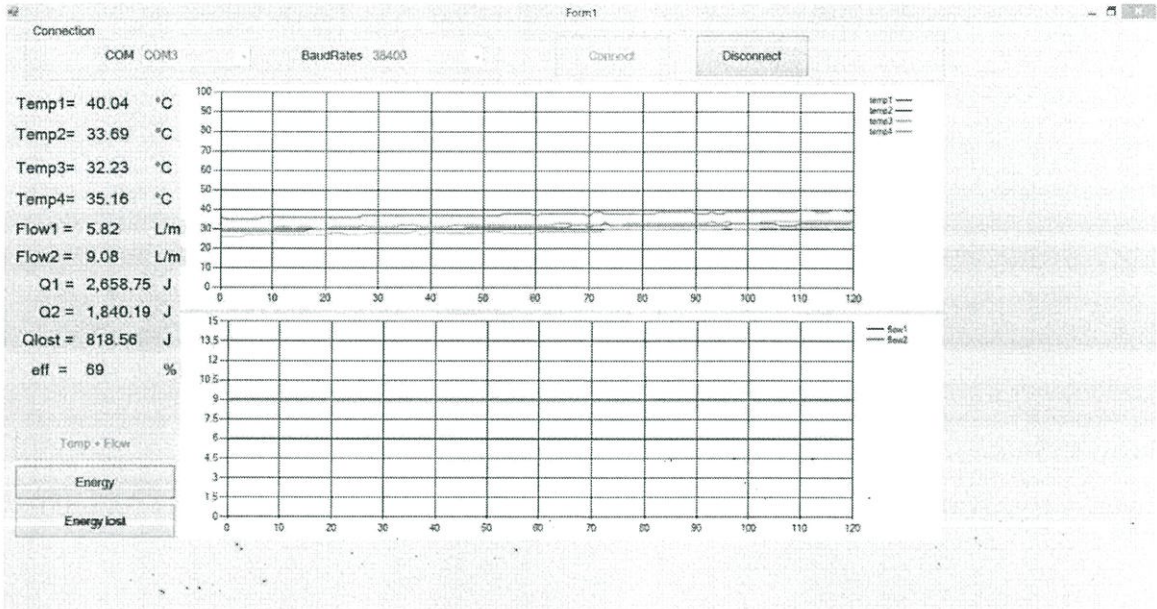 Form1
Connection
COM COM3 BaudRates 38400 Connect Disconnect
Temp1= 40.04 °C
Temp2= 33.69 °C
Temp3= 32.23 °C
Temp4= 35.16 °C
Flow1 = 5.82 L/m
Flow2 = 9.08 L/m
Q1 = 2,658.75 J
Q2 = 1,840.19 J
Qlost = 818.56 J
eff = 69 %
Temp + Flow
Energy
Energy lost
100
90
80
70
60
50
40
30
20
10
0
0 10 20 30 40 50 60 70 80 90 100 110 120
temp1
temp2
temp3
temp4
15
13.5
12
10.5
9
7.5
6
4.5
3
1.5
0
0 10 20 30 40 50 60 70 80 90 100 110 120
flow1
flow2